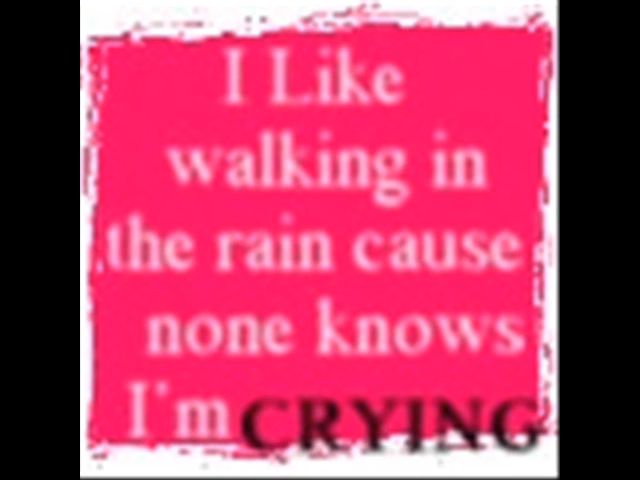 I Like
walking in
the rain cause
none knows
I'm CRYING